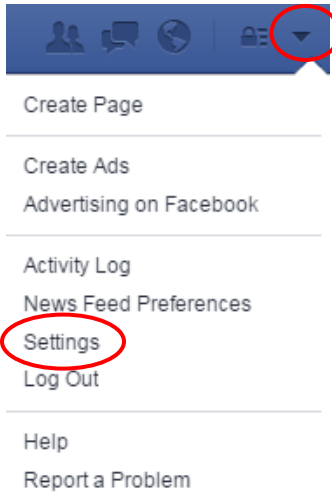 Create Page
Create Ads
Advertising on Facebook
Activity Log
News Feed Preferences
Settings
Log Out
Help
Report a Problem